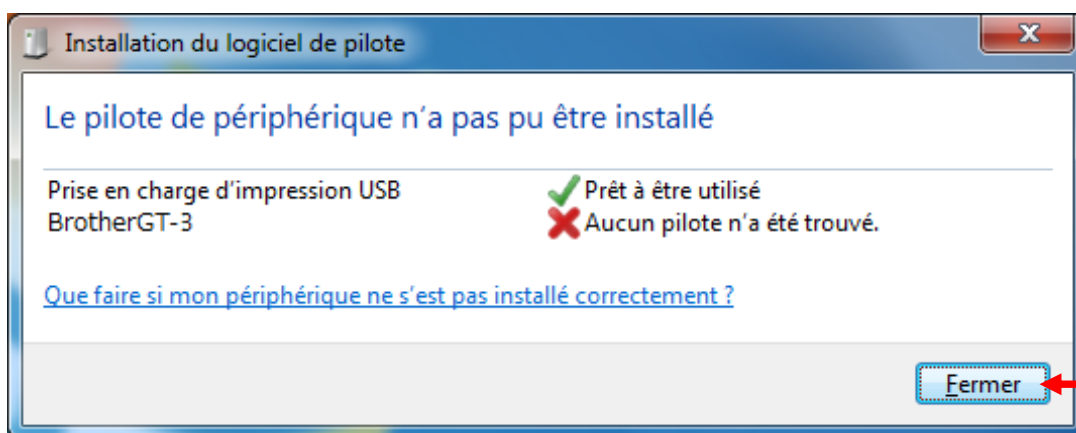 Installation du logiciel de pilote
Le pilote de périphérique n'a pas pu être installé
Prise en charge d'impression USB Prêt à être utilisé
BrotherGT-3 Aucun pilote n'a été trouvé.
Que faire si mon périphérique ne s'est pas installé correctement ?
Fermer